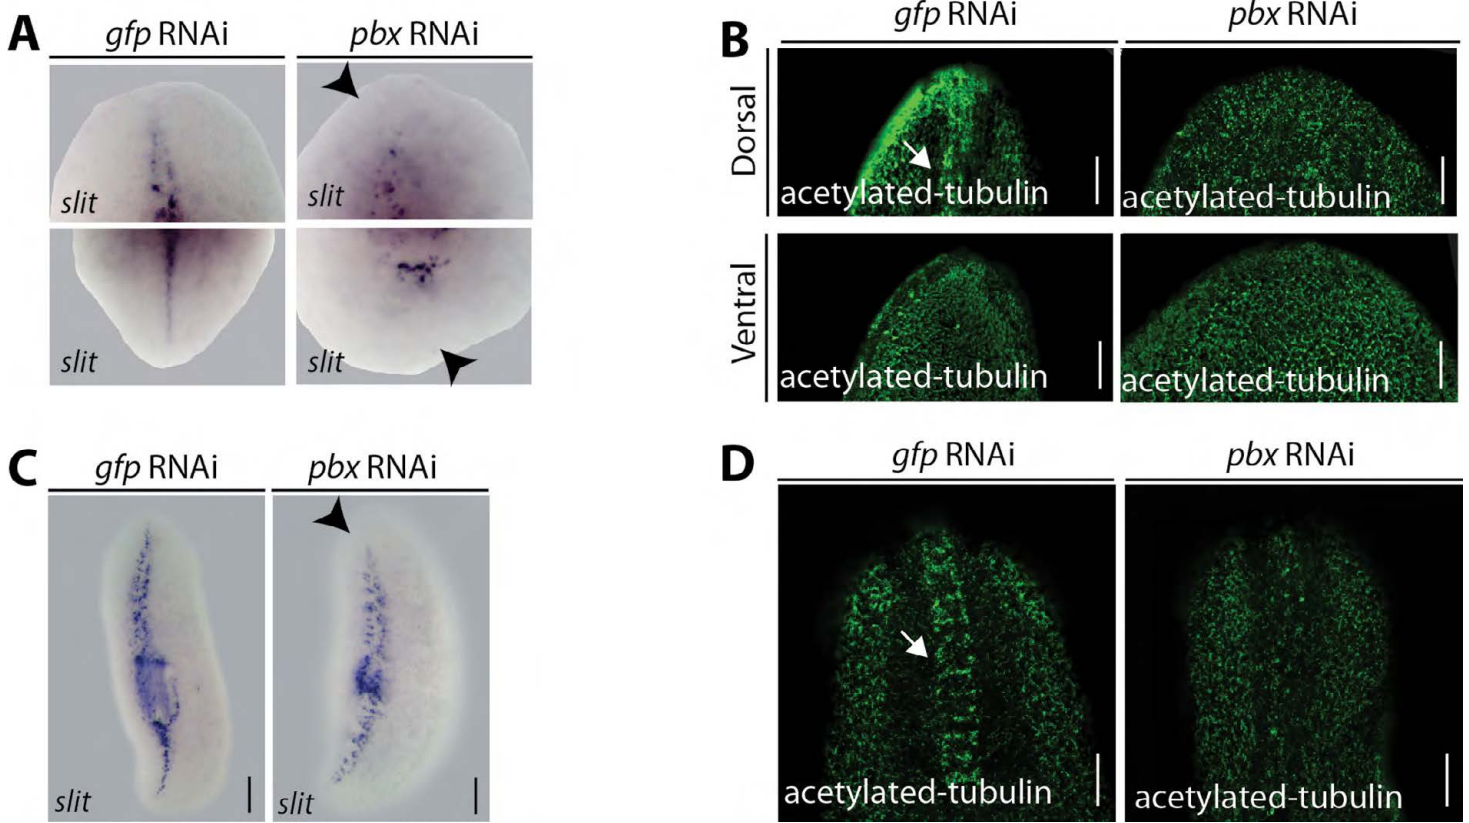 A
gfp RNAi
pbx RNAi
slit
slit
slit
slit
B
gfp RNAi
pbx RNAi
Dorsal
acetylated-tubulin
acetylated-tubulin
Ventral
acetylated-tubulin
acetylated-tubulin
C
gfp RNAi
pbx RNAi
slit
slit
D
gfp RNAi
pbx RNAi
acetylated-tubulin
acetylated-tubulin